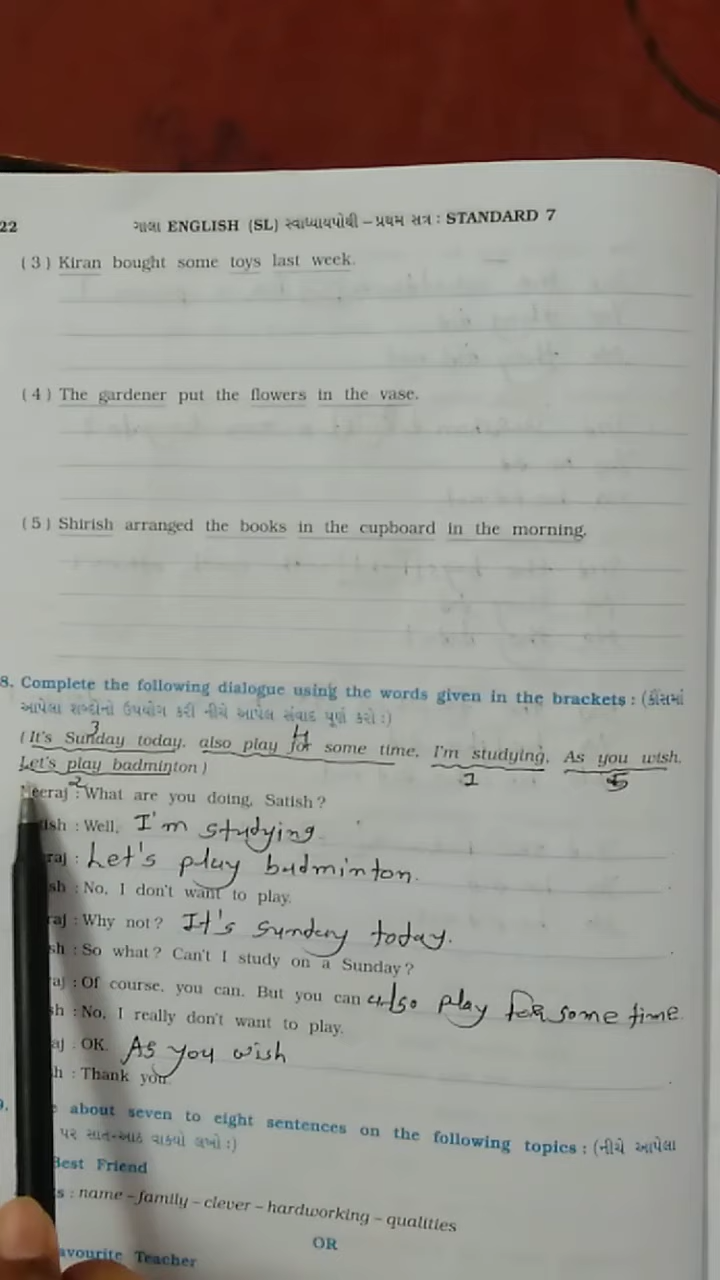 22 ગાલા ENGLISH (SL) સ્વાધ્યાયપોથી – પ્રથમ સત્ર : STANDARD 7
(3) Kiran bought some toys last week.
(4) The gardener put the flowers in the vase.
(5) Shirish arranged the books in the cupboard in the morning.
8. Complete the following dialogue using the words given in the brackets : (કૌંસમાં
આપેલા શબ્દોનો ઉપયોગ કરી નીચે આપેલ સંવાદ પૂર્ણ કરો :)
3 4
(It's Sunday today, also play for some time, I'm studying, As you wish,
Let's play badminton) 1 5
eeraj : What are you doing, Satish? 2
ish : Well, I'm studying.
raj : Let's play badminton.
sh : No, I don't want to play.
raj : Why not? It's sunday today.
sh : So what? Can't I study on a Sunday?
aj : Of course, you can. But you can also play for some time.
h : No, I really don't want to play.
aj : OK. As you wish
h : Thank you.
9. about seven to eight sentences on the following topics : (નીચે આપેલા
પર સાત-આઠ વાક્યો લખો :)
Best Friend
s : name – family – clever – hardworking – qualities
OR
avourite Teacher